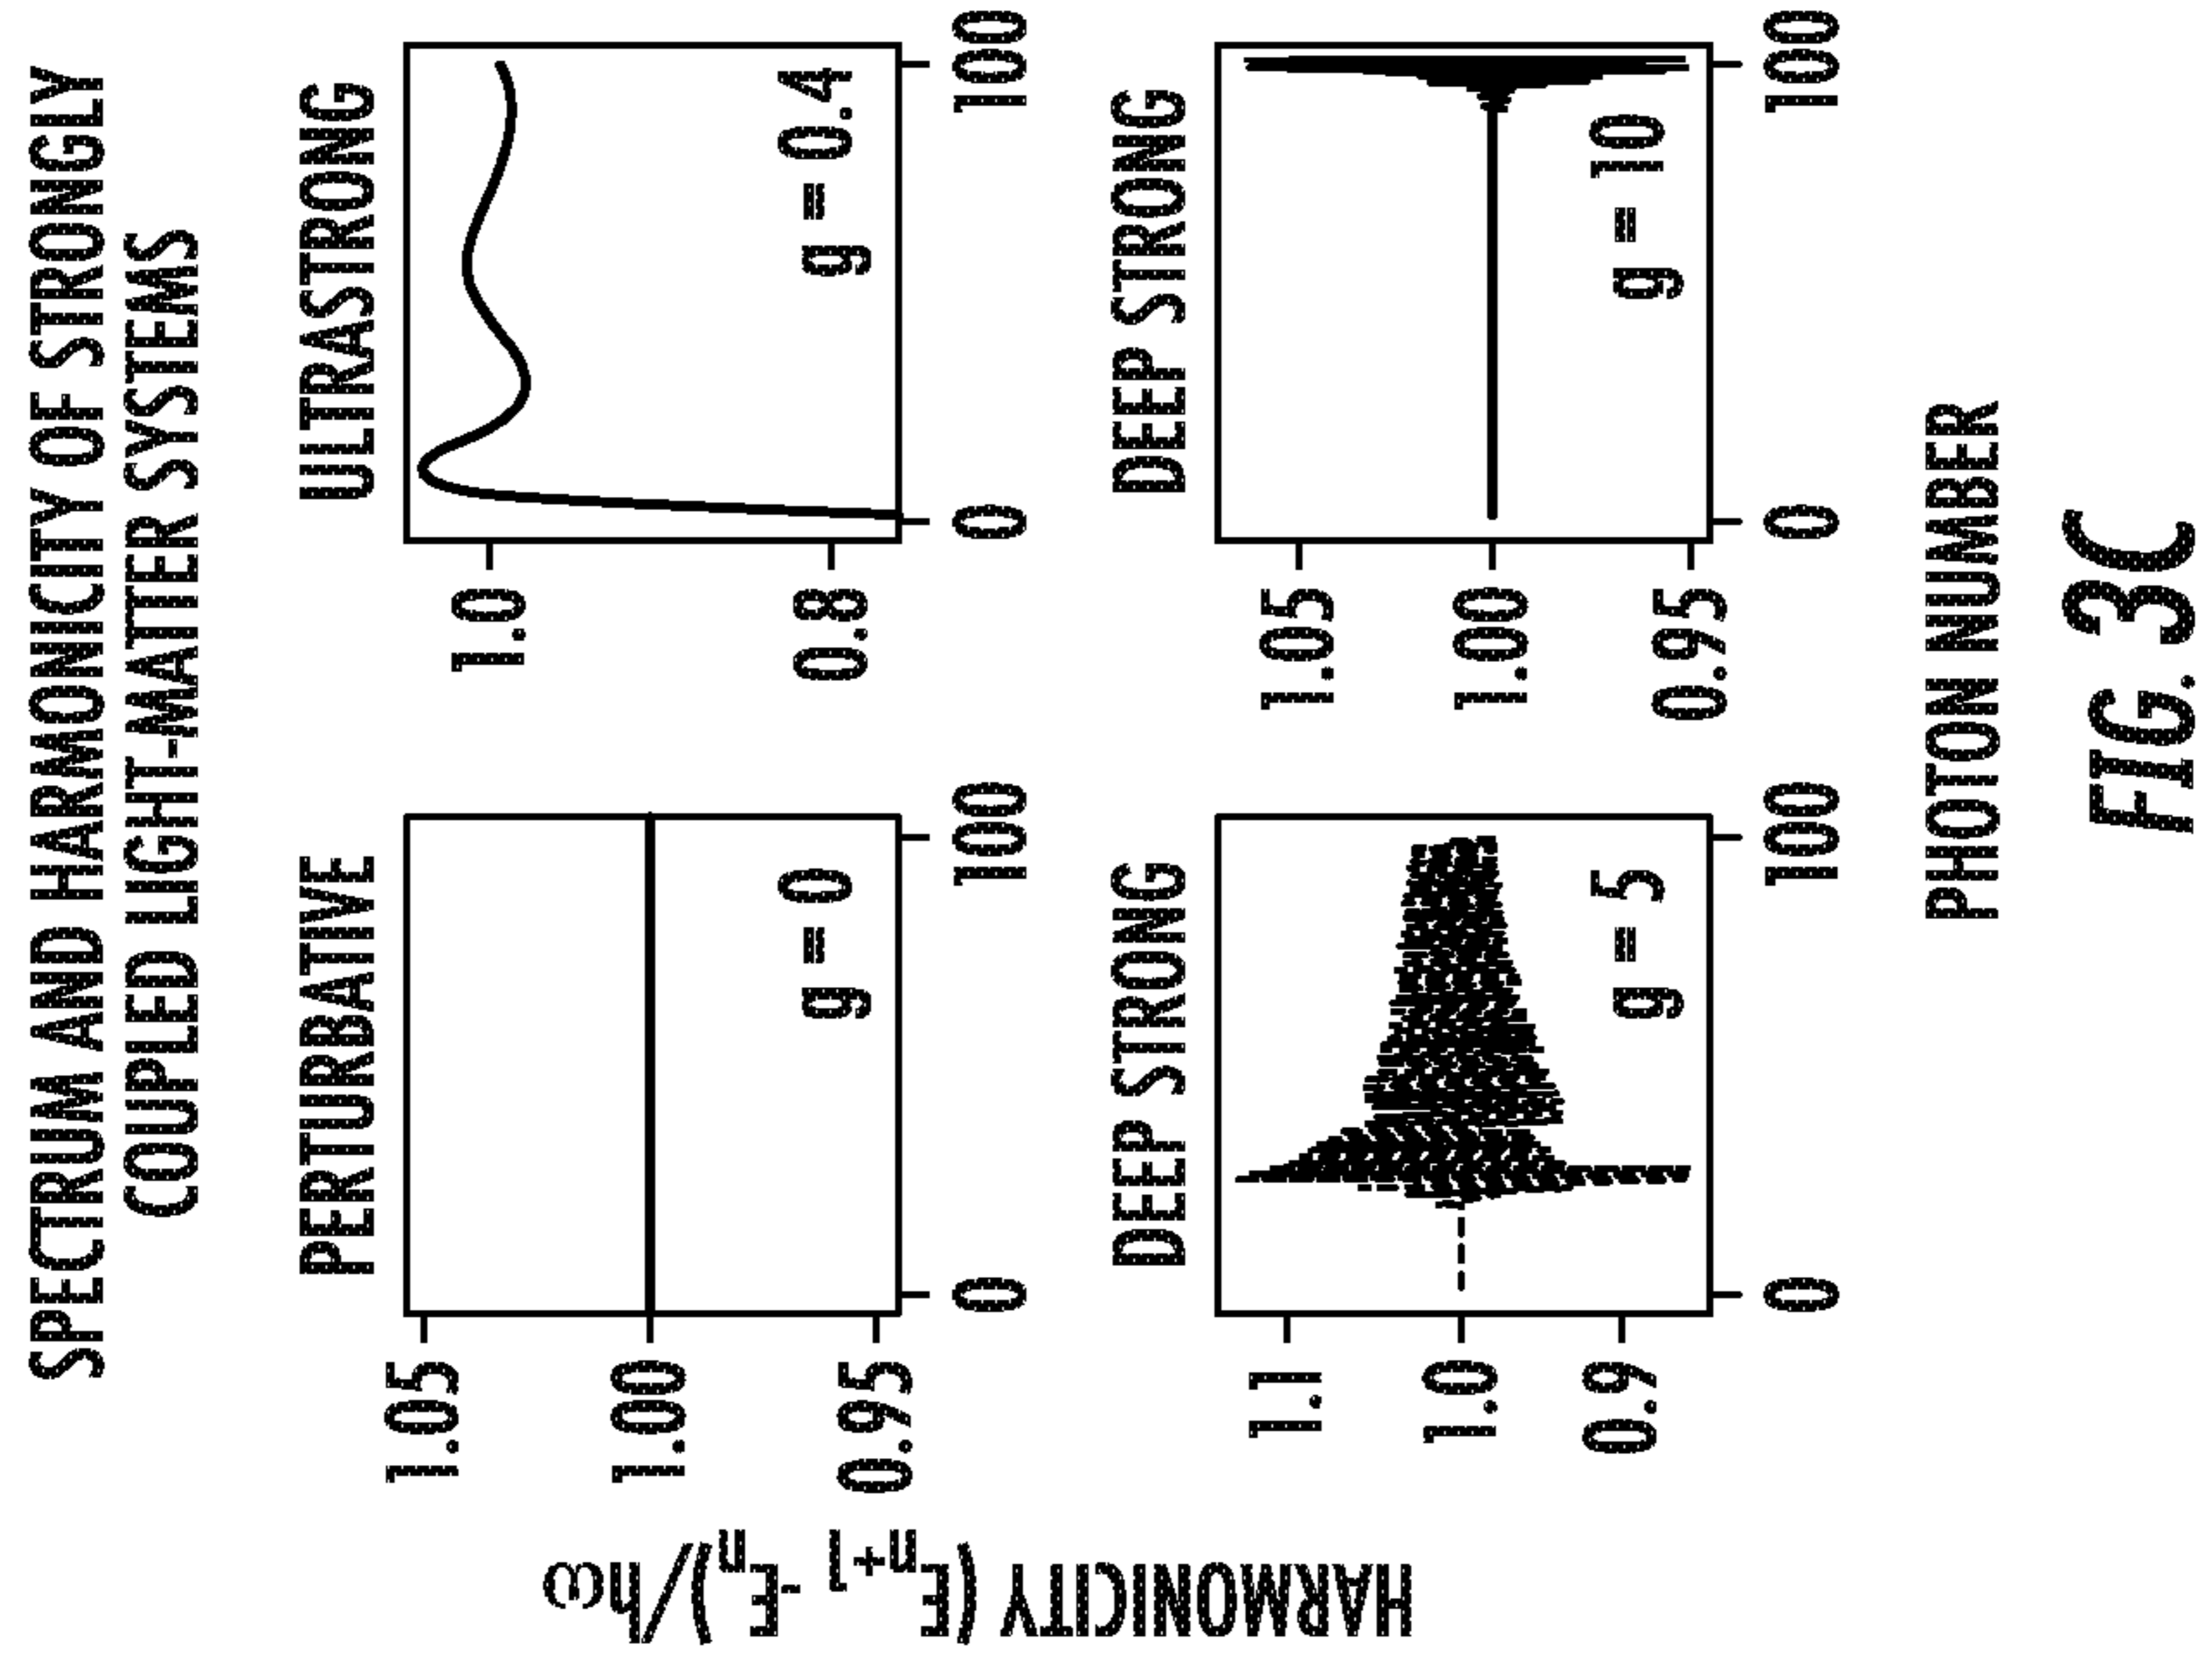 SPECTRUM AND HARMONICITY OF STRONGLY
COUPLED LIGHT-MATTER SYSTEMS
HARMONICITY (En+1 -En)/ħω
PERTURBATIVE
1.05
1.00
0.95
g = 0
0
100
ULTRASTRONG
1.0
0.8
g = 0.4
0
100
DEEP STRONG
1.1
1.0
0.9
g = 5
0
100
DEEP STRONG
1.05
1.00
0.95
g = 10
0
100
PHOTON NUMBER
FIG. 3C